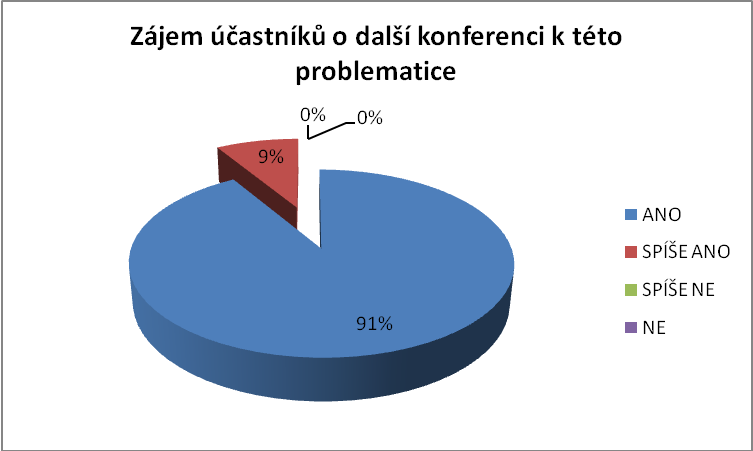 Zájem účastníků o další konferenci k této
problematice
0%
0%
9%
91%
ANO
SPÍŠE ANO
SPÍŠE NE
NE